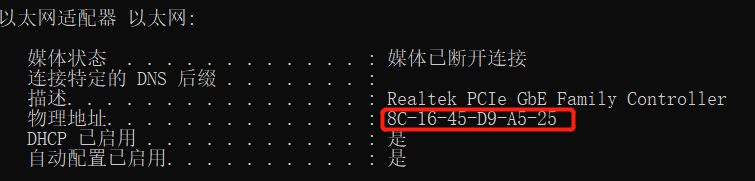 以太网适配器 以太网:
媒体状态 . . . . . . . . . . . . : 媒体已断开连接
连接特定的 DNS 后缀 . . . . . . . :
描述. . . . . . . . . . . . . . . : Realtek PCIe GbE Family Controller
物理地址. . . . . . . . . . . . . : 8C-16-45-D9-A5-25
DHCP 已启用 . . . . . . . . . . . : 是
自动配置已启用. . . . . . . . . . : 是